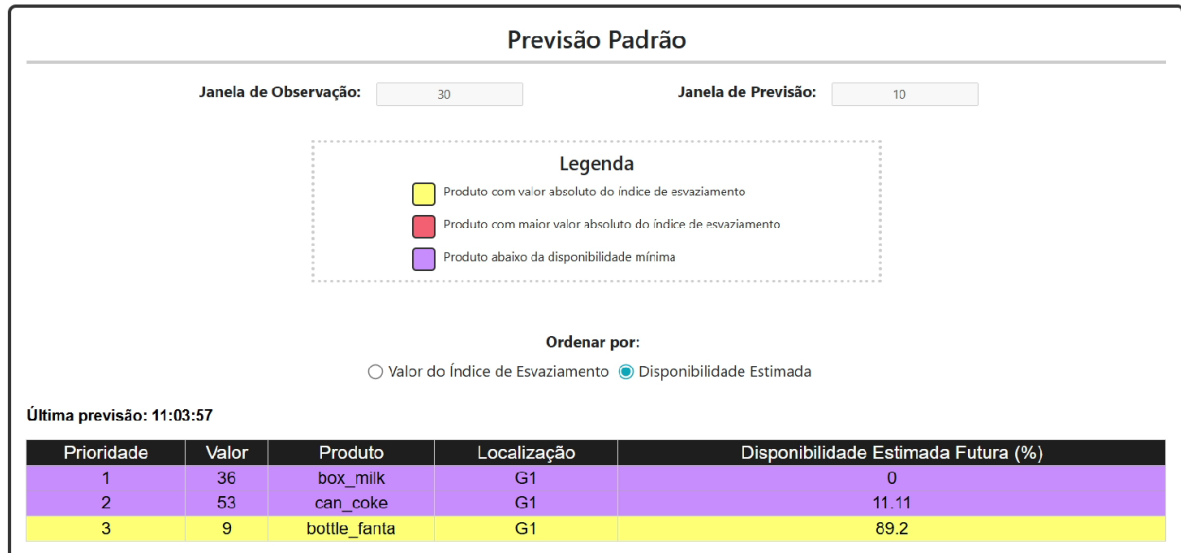 Previsão Padrão
Janela de Observação: 30 Janela de Previsão: 10
Legenda
Produto com valor absoluto do índice de esvaziamento
Produto com maior valor absoluto do índice de esvaziamento
Produto abaixo da disponibilidade mínima
Ordenar por:
Valor do Índice de Esvaziamento Disponibilidade Estimada
Última previsão: 11:03:57
Prioridade Valor Produto Localização Disponibilidade Estimada Futura (%)
1 36 box_milk G1 0
2 53 can_coke G1 11.11
3 9 bottle_fanta G1 89.2